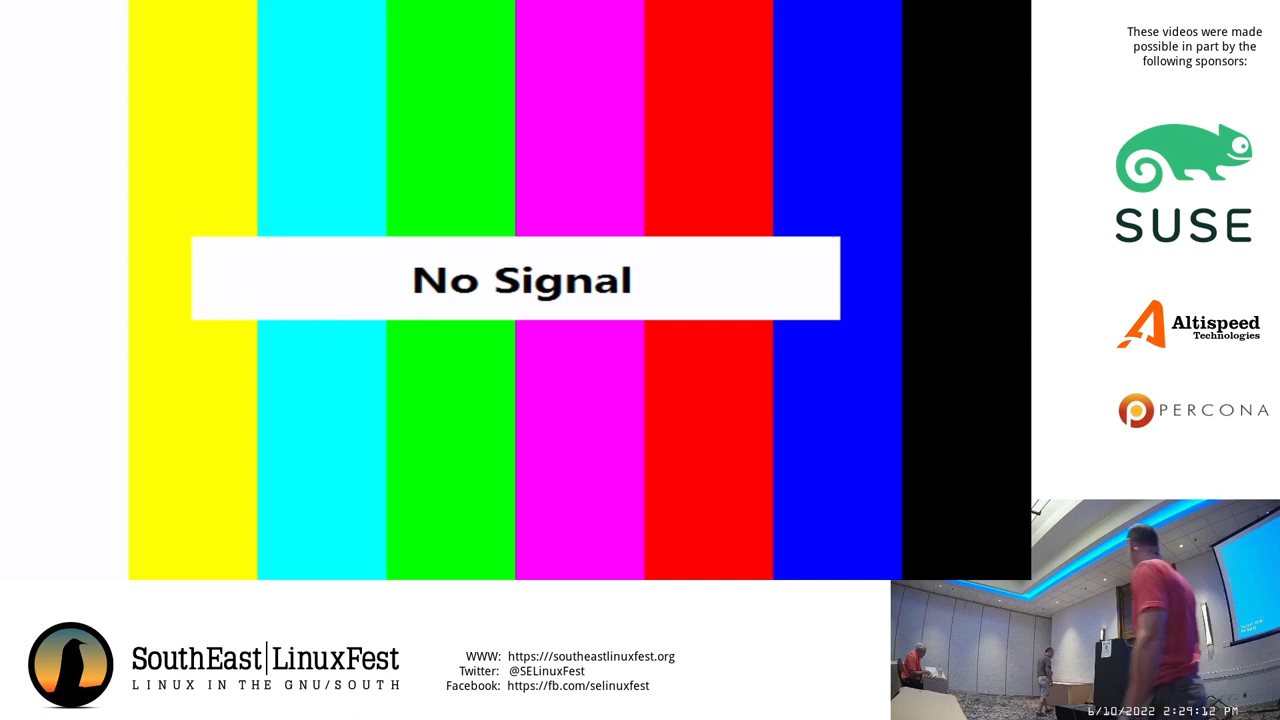 These videos were made
possible in part by the
following sponsors:
SUSE
Altispeed
Technologies
PERCONA
No Signal
SouthEast|LinuxFest
LINUX IN THE GNU/SOUTH
WWW: https:///southeastlinuxfest.org
Twitter: @SELinuxFest
Facebook: https://fb.com/selinuxfest
6/10/2022 2:29:12 PM